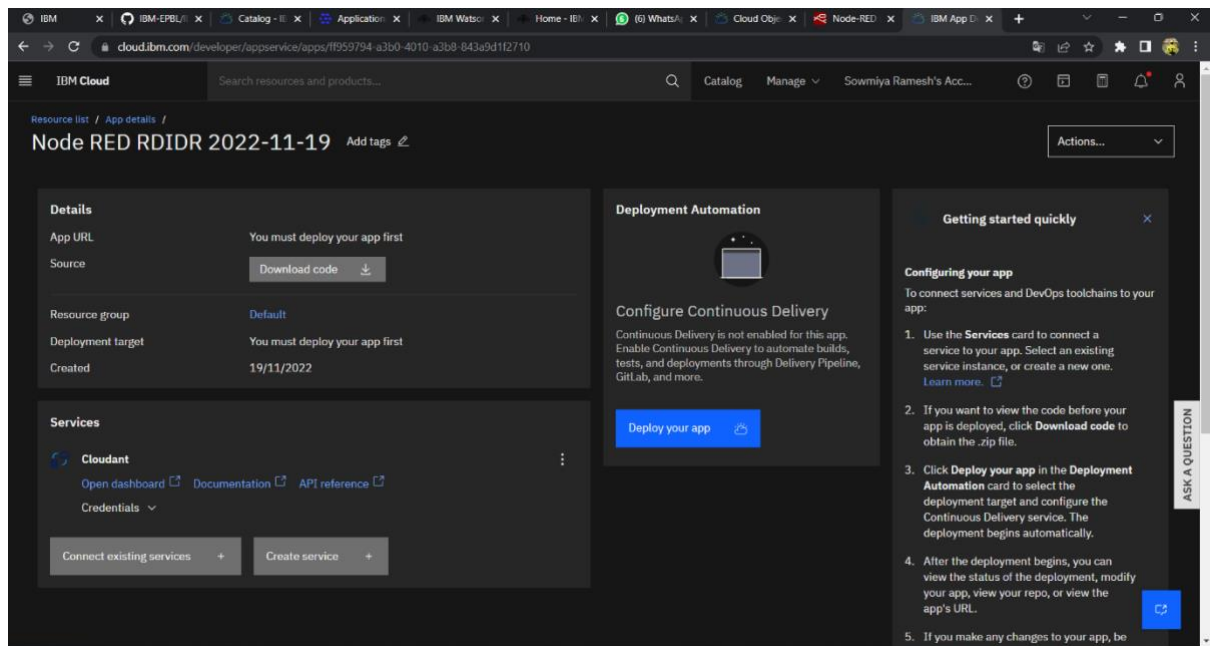 IBM
IBM-EPBL/I
Catalog - IE
Application
IBM Watso
Home - IBM
(6) WhatsA
Cloud Obje
Node-RED
IBM App D
cloud.ibm.com/developer/appservice/apps/ff959794-a3b0-4010-a3b8-843a9d1f2710
IBM Cloud
Search resources and products...
Catalog
Manage
Sowmiya Ramesh's Acc...
Resource list / App details /
Node RED RDIDR 2022-11-19 Add tags
Actions...
Details
App URL You must deploy your app first
Source Download code
Resource group Default
Deployment target You must deploy your app first
Created 19/11/2022
Services
Cloudant
Open dashboard Documentation API reference
Credentials
Connect existing services + Create service +
Deployment Automation
Configure Continuous Delivery
Continuous Delivery is not enabled for this app.
Enable Continuous Delivery to automate builds,
tests, and deployments through Delivery Pipeline,
GitLab, and more.
Deploy your app
Getting started quickly
Configuring your app
To connect services and DevOps toolchains to your
app:
1. Use the Services card to connect a
service to your app. Select an existing
service instance, or create a new one.
Learn more.
2. If you want to view the code before your
app is deployed, click Download code to
obtain the .zip file.
3. Click Deploy your app in the Deployment
Automation card to select the
deployment target and configure the
Continuous Delivery service. The
deployment begins automatically.
4. After the deployment begins, you can
view the status of the deployment, modify
your app, view your repo, or view the
app's URL.
5. If you make any changes to your app, be
ASK A QUESTION